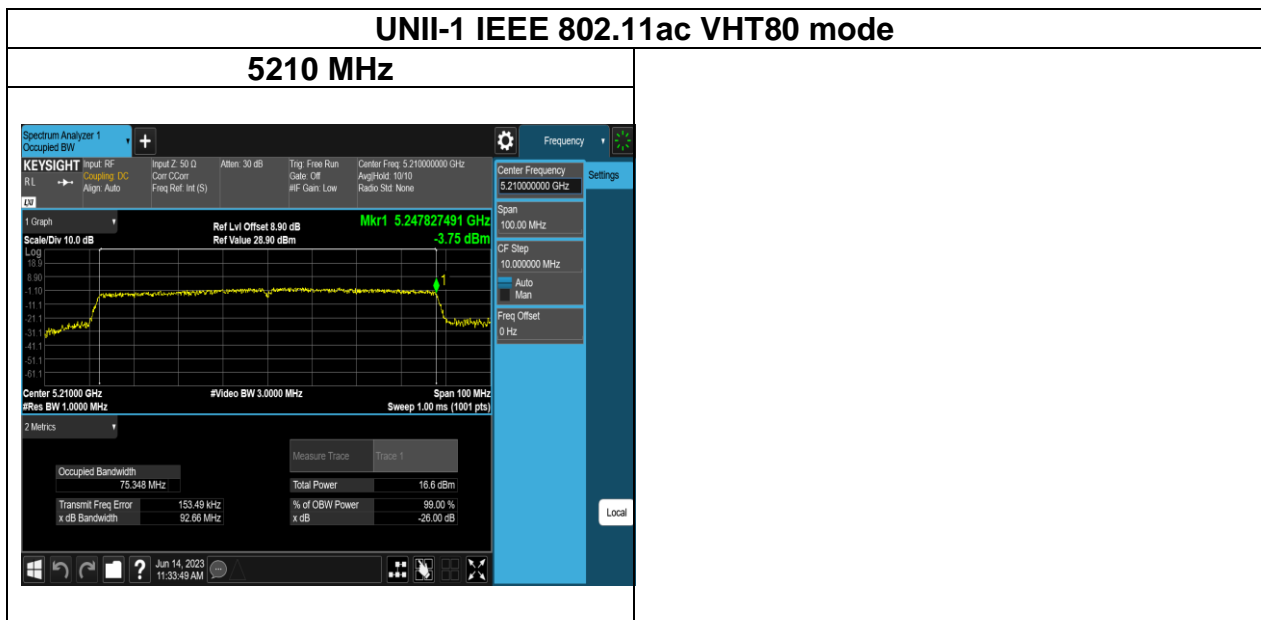 UNII-1 IEEE 802.11ac VHT80 mode
5210 MHz
Spectrum Analyzer 1
Occupied BW
+
Frequency
KEYSIGHT Input: RF Input Z: 50 Ω Atten: 30 dB Trig: Free Run Center Freq: 5.210000000 GHz
RL Coupling: DC Corr CCorr Gate: Off Avg|Hold: 10/10
Align: Auto Freq Ref: Int (S) #IF Gain: Low Radio Std: None
LXI
Center Frequency
5.210000000 GHz
Settings
Span
100.00 MHz
CF Step
10.000000 MHz
Auto
Man
Freq Offset
0 Hz
Local
1 Graph
Ref Lvl Offset 8.90 dB Mkr1 5.247827491 GHz
Scale/Div 10.0 dB Ref Value 28.90 dBm -3.75 dBm
Log
18.9
8.90
-1.10
-11.1
-21.1
-31.1
-41.1
-51.1
-61.1
1
Center 5.21000 GHz #Video BW 3.0000 MHz Span 100 MHz
#Res BW 1.0000 MHz Sweep 1.00 ms (1001 pts)
2 Metrics
Measure Trace Trace 1
Occupied Bandwidth
75.348 MHz Total Power 16.6 dBm
Transmit Freq Error 153.49 kHz % of OBW Power 99.00 %
x dB Bandwidth 92.66 MHz x dB -26.00 dB
? Jun 14, 2023
11:33:49 AM